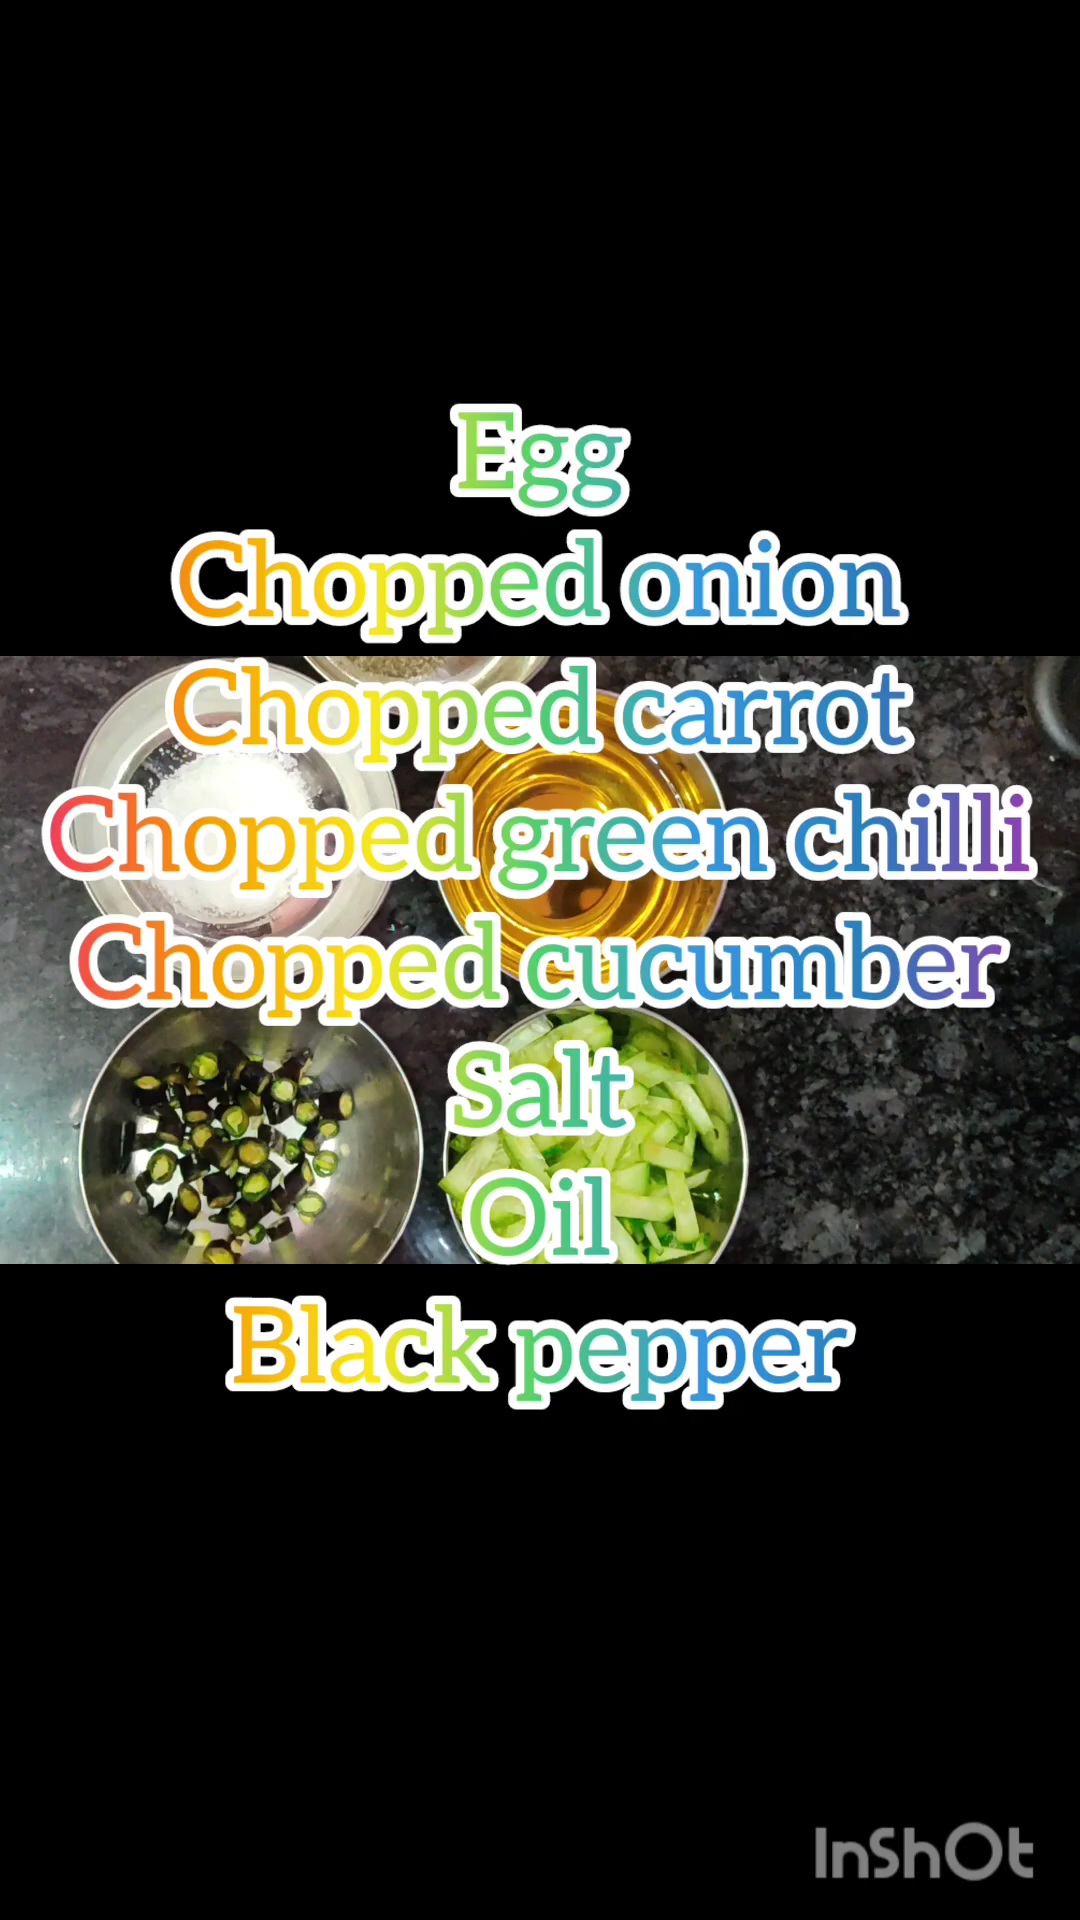 Egg
Chopped onion
Chopped carrot
Chopped green chilli
Chopped cucumber
Salt
Oil
Black pepper
InShOt